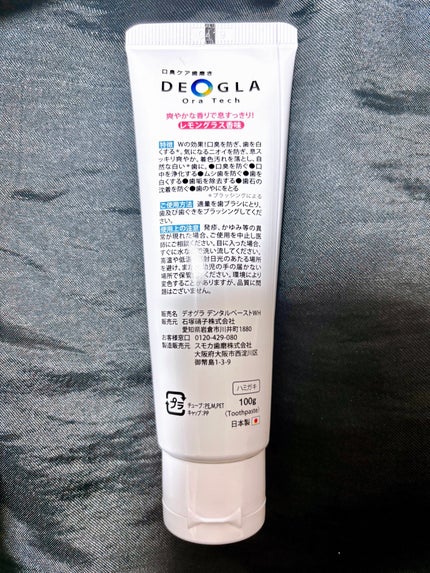 口臭ケア歯磨き
DEOGLA
Ora Tech
爽やかな香りで息すっきり!
レモングラス香味
特徴 Wの効果!口臭を防ぎ、歯を白
くする*。気になるニオイを防ぎ、息ス
ッキリ爽やか。着色汚れを落とし、自
然な白い*歯に。●口臭を防ぐ●口
中を浄化する●ムシ歯を防ぐ●歯
を白くする●歯垢を除去する●歯石の
沈着を防ぐ●歯のやにをとる
*ブラッシングによる
ご使用方法 適量を歯ブラシにとり、
歯及び歯ぐきをブラッシングしてくだ
さい。
使用上の注意 発疹、かゆみ等の異
常が現れた場合、ご使用を中止し医
師にご相談ください。目に入った場合、
すぐに水などで洗い流してください。
高温や低温、直射日光のあたる場所
を避け、また乳幼児の手の届かない
場所で保管ください。環境により
変色することがありますが、品質に問
題はございません。
販売名 デオグラ デンタルペーストWH
販売元 石塚硝子株式会社
愛知県岩倉市川井町1880
お客様窓口 0120-429-080
製造販売元 スモカ歯磨株式会社
大阪府大阪市西淀川区
御幣島1-3-9
プラ
チューブ:PE,M,PET
キャップ:PP
ハミガキ
100g
(Toothpaste)
日本製